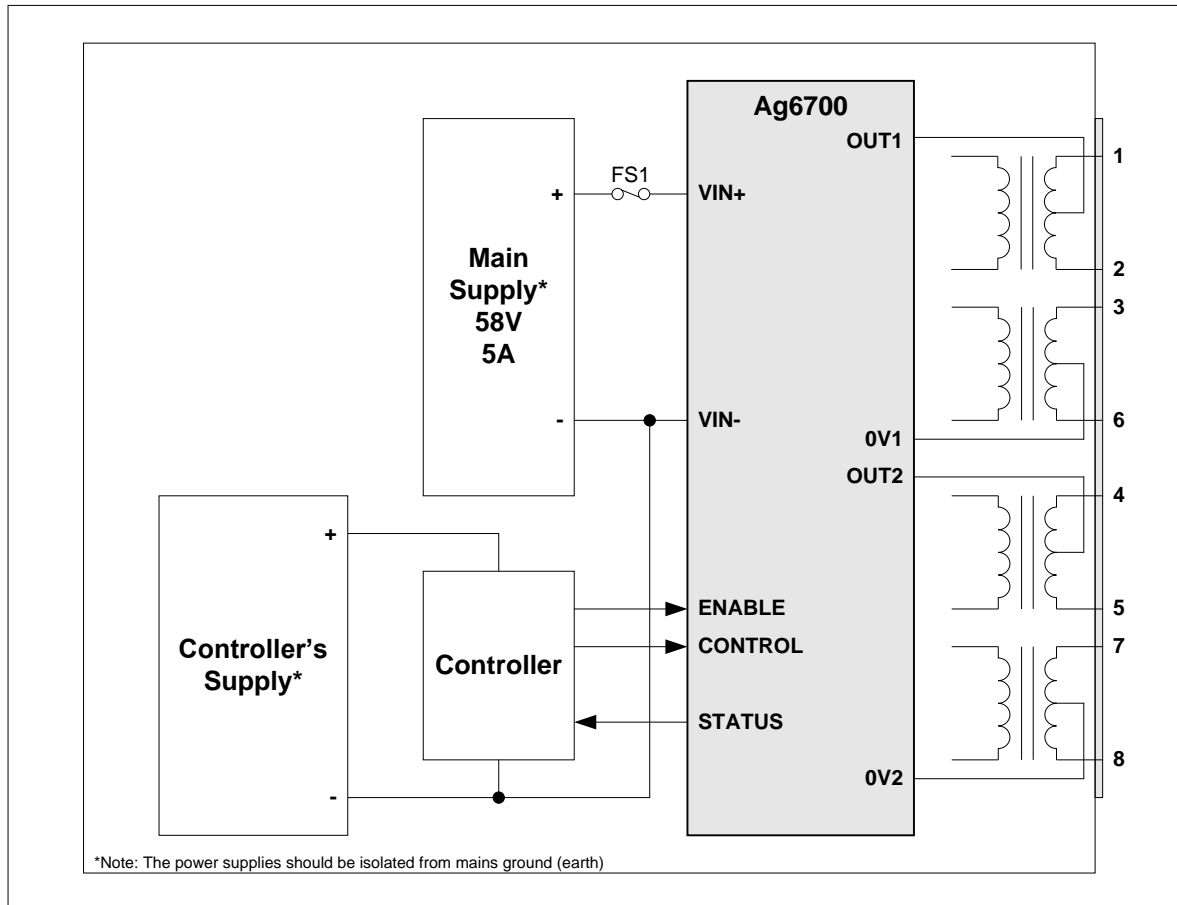 Ag6700
OUT1
1
FS1
+
VIN+
Main
Supply*
58V
5A
2
3
-
VIN-
6
0V1
OUT2
4
+
ENABLE
5
CONTROL
7
Controller's
Supply*
Controller
STATUS
8
0V2
-
*Note: The power supplies should be isolated from mains ground (earth)